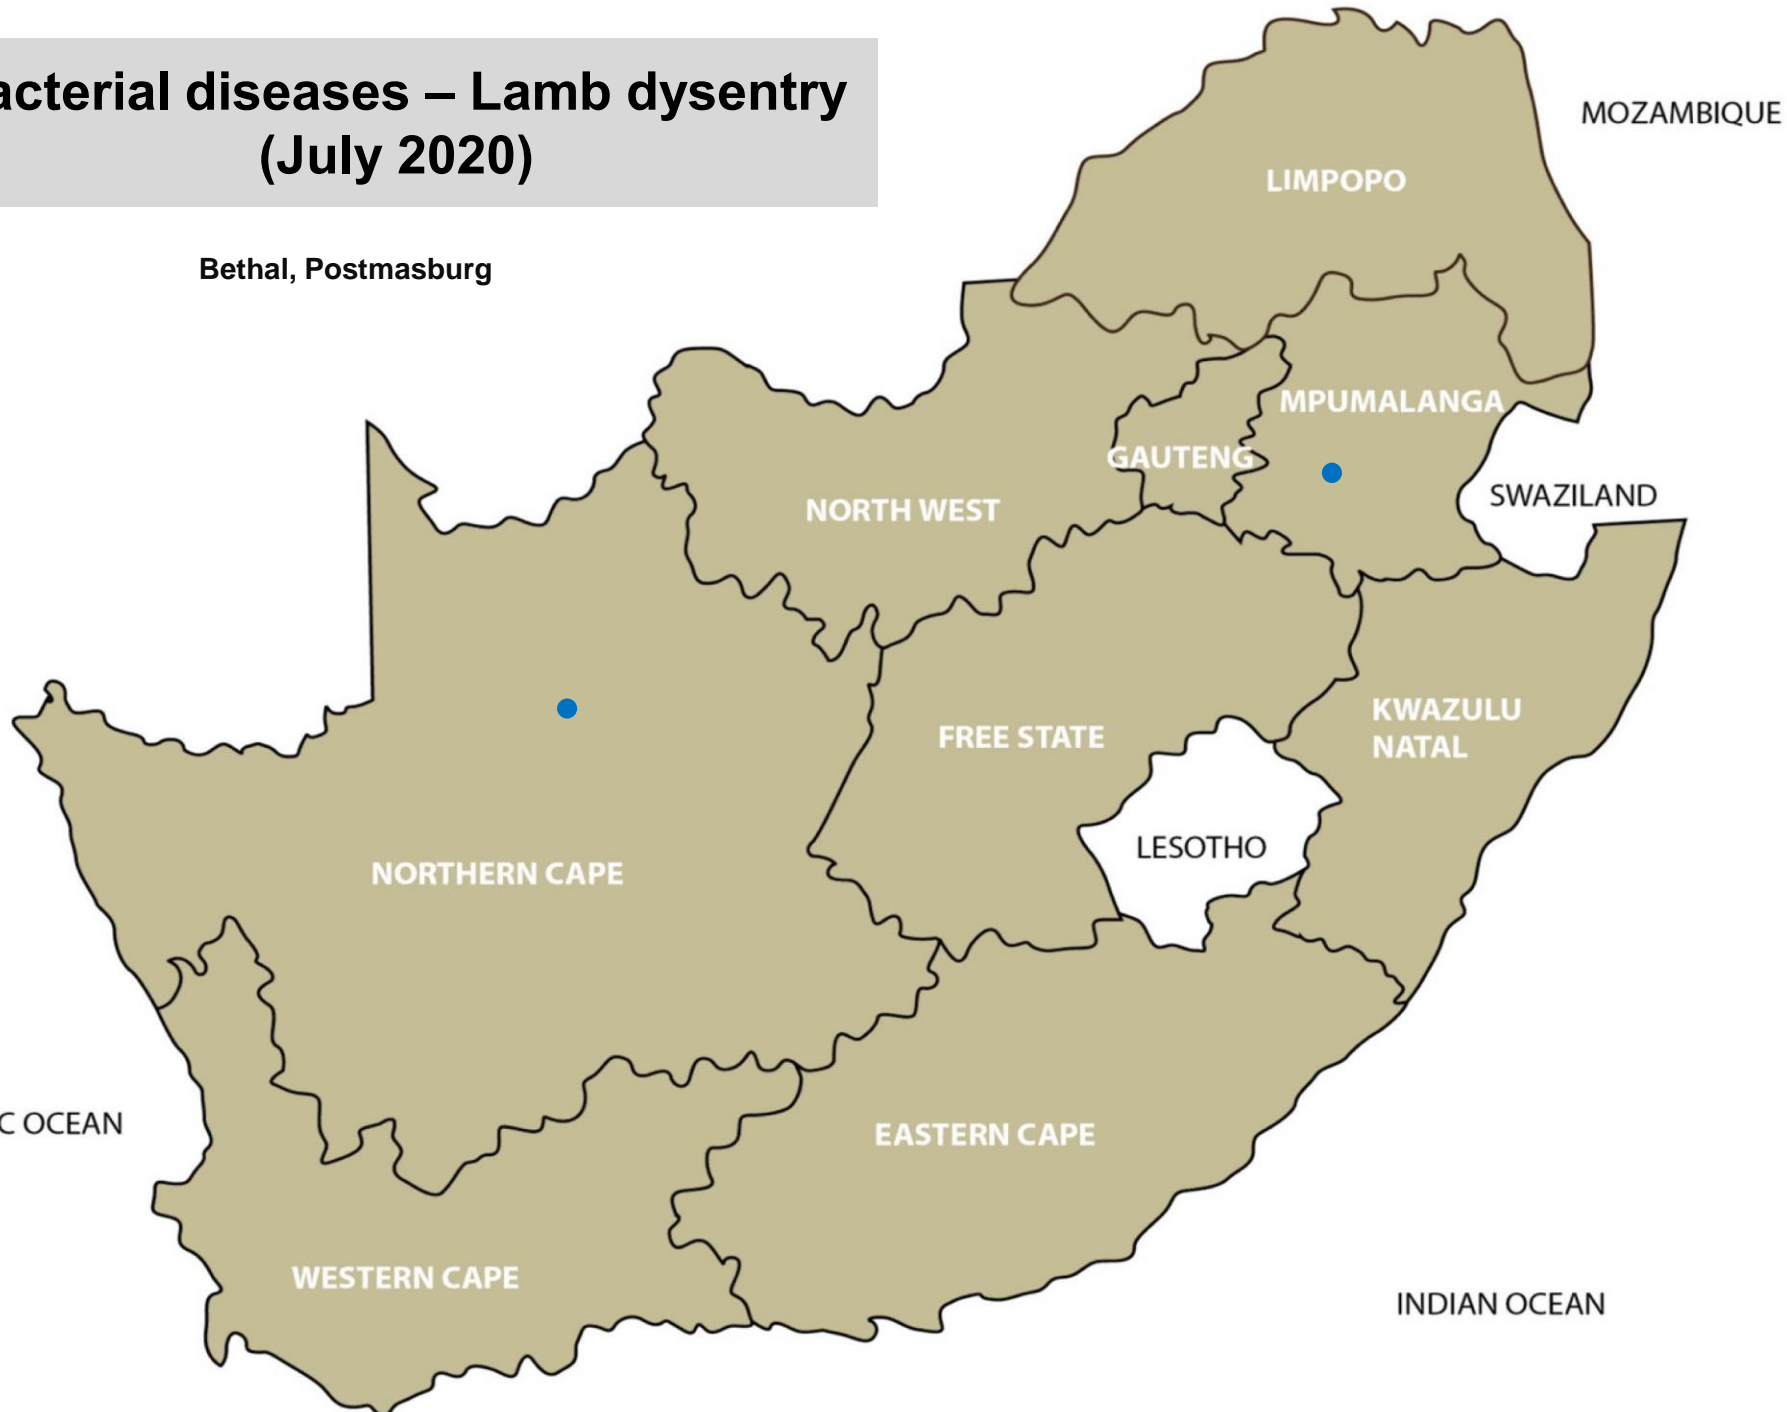 acterial diseases – Lamb dysentry
(July 2020)
Bethal, Postmasburg
MOZAMBIQUE
LIMPOPO
MPUMALANGA
GAUTENG
SWAZILAND
NORTH WEST
KWAZULU
NATAL
FREE STATE
LESOTHO
NORTHERN CAPE
C OCEAN
EASTERN CAPE
WESTERN CAPE
INDIAN OCEAN